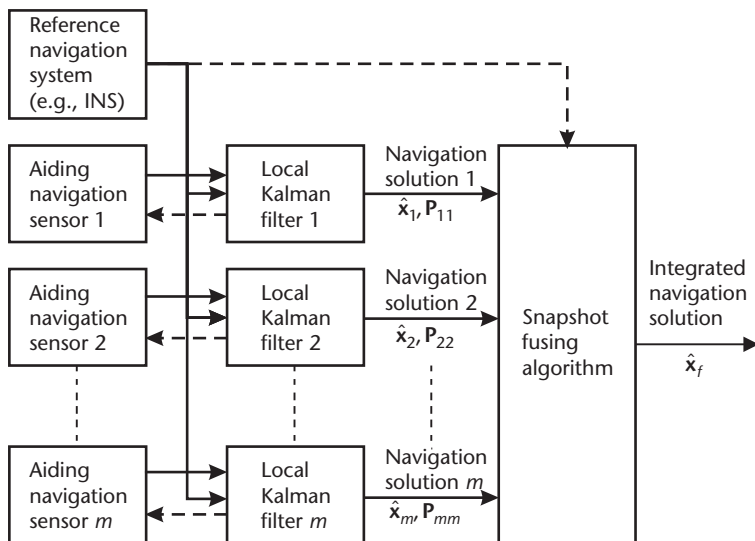 Reference
navigation
system
(e.g., INS)
Aiding
navigation
sensor 1
Local
Kalman
filter 1
Navigation
solution 1
x̂₁, P₁₁
Aiding
navigation
sensor 2
Local
Kalman
filter 2
Navigation
solution 2
x̂₂, P₂₂
Aiding
navigation
sensor m
Local
Kalman
filter m
Navigation
solution m
x̂ₘ, Pₘₘ
Snapshot
fusing
algorithm
Integrated
navigation
solution
x̂_f